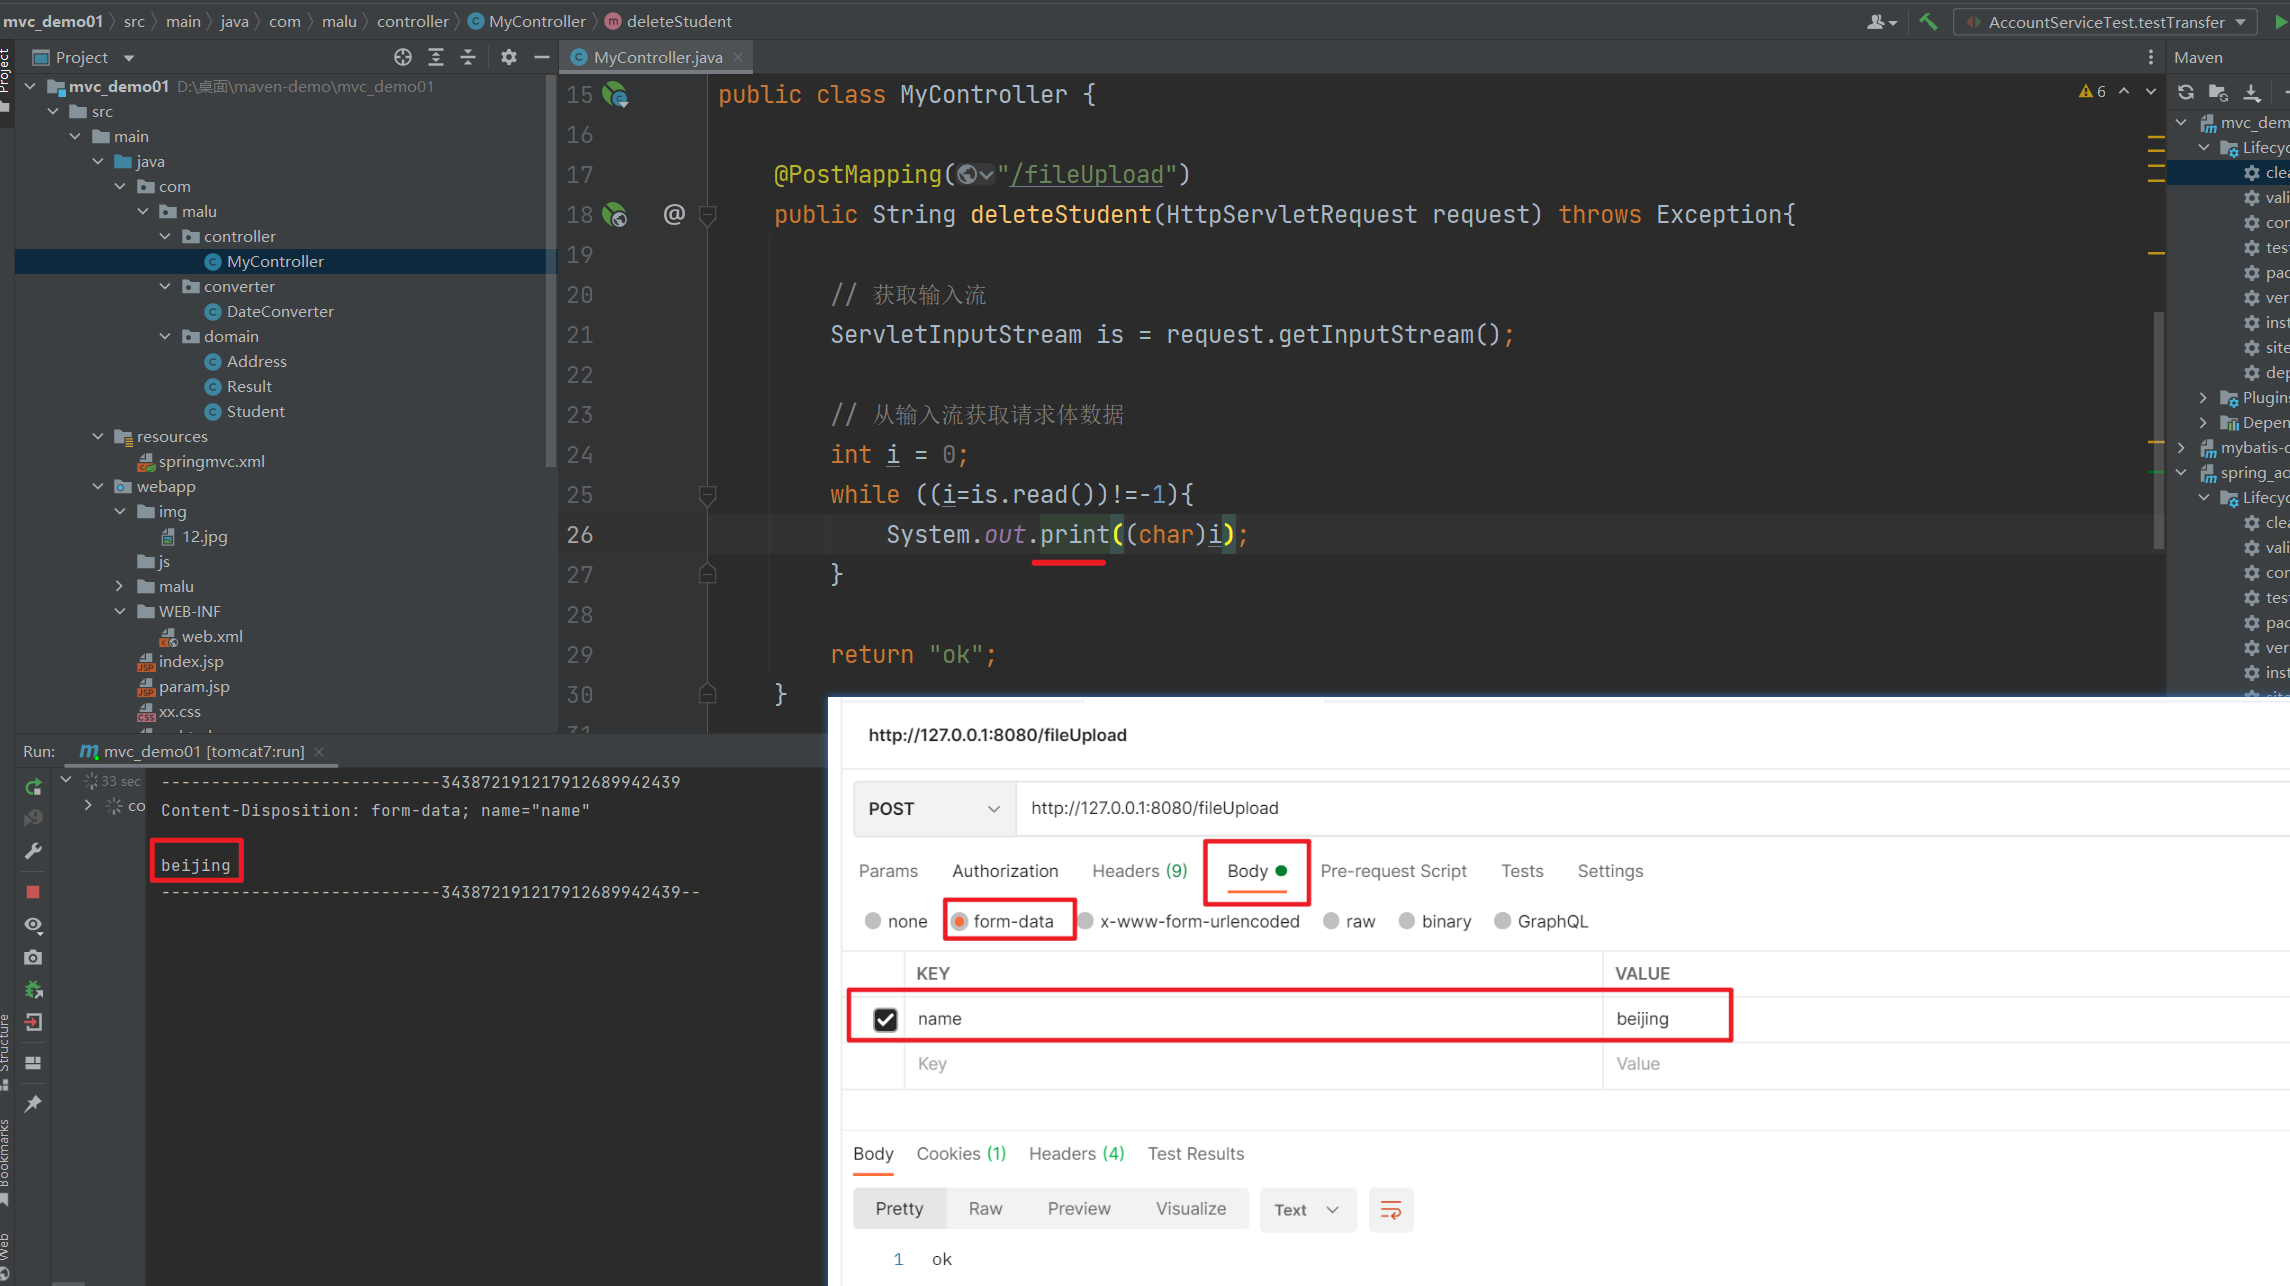 mvc_demo01 src main java com malu controller MyController deleteStudent
AccountServiceTest.testTransfer
Project
Project
mvc_demo01 D:\桌面\maven-demo\mvc_demo01
src
main
java
com
malu
controller
MyController
converter
DateConverter
domain
Address
Result
Student
resources
springmvc.xml
webapp
img
12.jpg
js
malu
WEB-INF
web.xml
index.jsp
param.jsp
xx.css
MyController.java
6
15 public class MyController {
16
17 @PostMapping("/fileUpload")
18 @ public String deleteStudent(HttpServletRequest request) throws Exception{
19
20 // 获取输入流
21 ServletInputStream is = request.getInputStream();
22
23 // 从输入流获取请求体数据
24 int i = 0;
25 while ((i=is.read())!=-1){
26 System.out.print((char)i);
27 }
28
29 return "ok";
30 }
31
Maven
mvc_dem
Lifecyc
clea
vali
con
test
pac
veri
inst
site
dep
Plugins
Depen
mybatis-c
spring_ao
Lifecyc
clea
vali
con
test
pac
veri
inst
site
Run: mvc_demo01 [tomcat7:run]
33 sec
co
----------------------------343872191217912689942439
Content-Disposition: form-data; name="name"
beijing
----------------------------343872191217912689942439--
Structure
Bookmarks
Web
http://127.0.0.1:8080/fileUpload
POST http://127.0.0.1:8080/fileUpload
Params Authorization Headers (9) Body Pre-request Script Tests Settings
none form-data x-www-form-urlencoded raw binary GraphQL
KEY VALUE
name beijing
Key Value
Body Cookies (1) Headers (4) Test Results
Pretty Raw Preview Visualize Text
1 ok